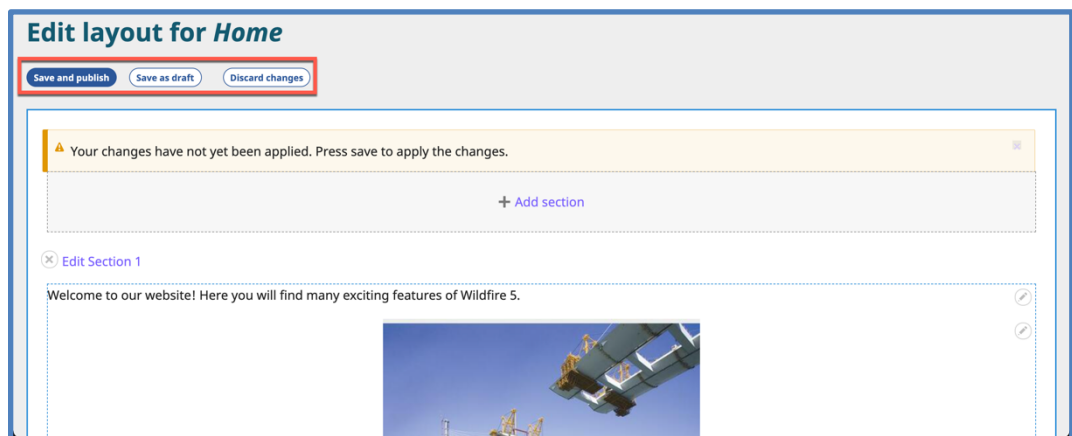 Edit layout for Home
Save and publish Save as draft Discard changes
Your changes have not yet been applied. Press save to apply the changes.
Add section
Edit Section 1
Welcome to our website! Here you will find many exciting features of Wildfire 5.